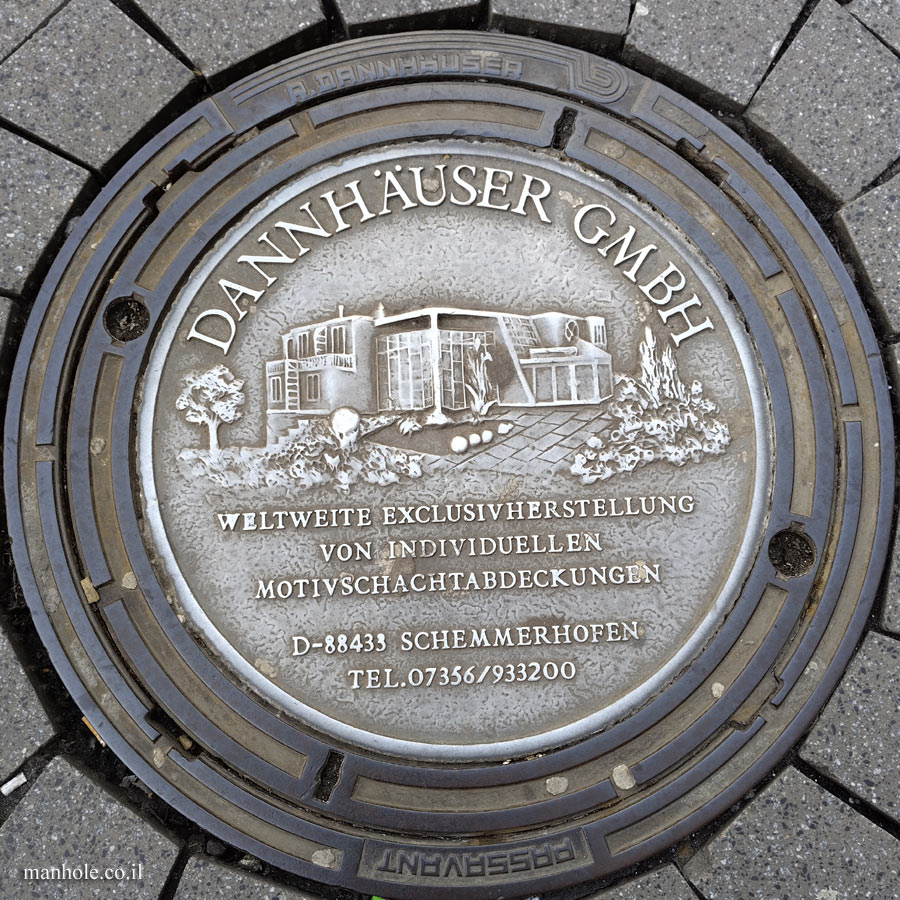 A. DANNHÄUSER
DANNHÄUSER GMBH
WELTWEITE EXCLUSIVHERSTELLUNG
VON INDIVIDUELLEN
MOTIVSCHACHTABDECKUNGEN
D-88433 SCHEMMERHOFEN
TEL.07356/933200
PASSAVANT
manhole.co.il